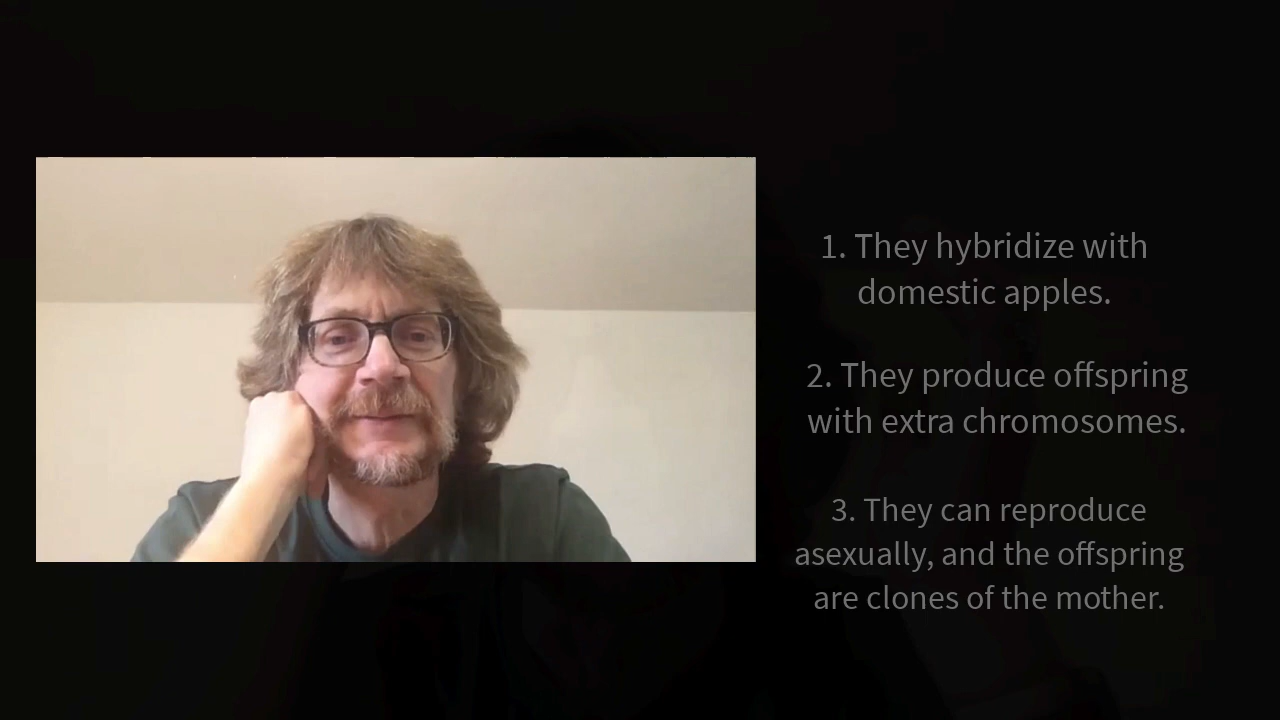 1. They hybridize with
domestic apples.
2. They produce offspring
with extra chromosomes.
3. They can reproduce
asexually, and the offspring
are clones of the mother.